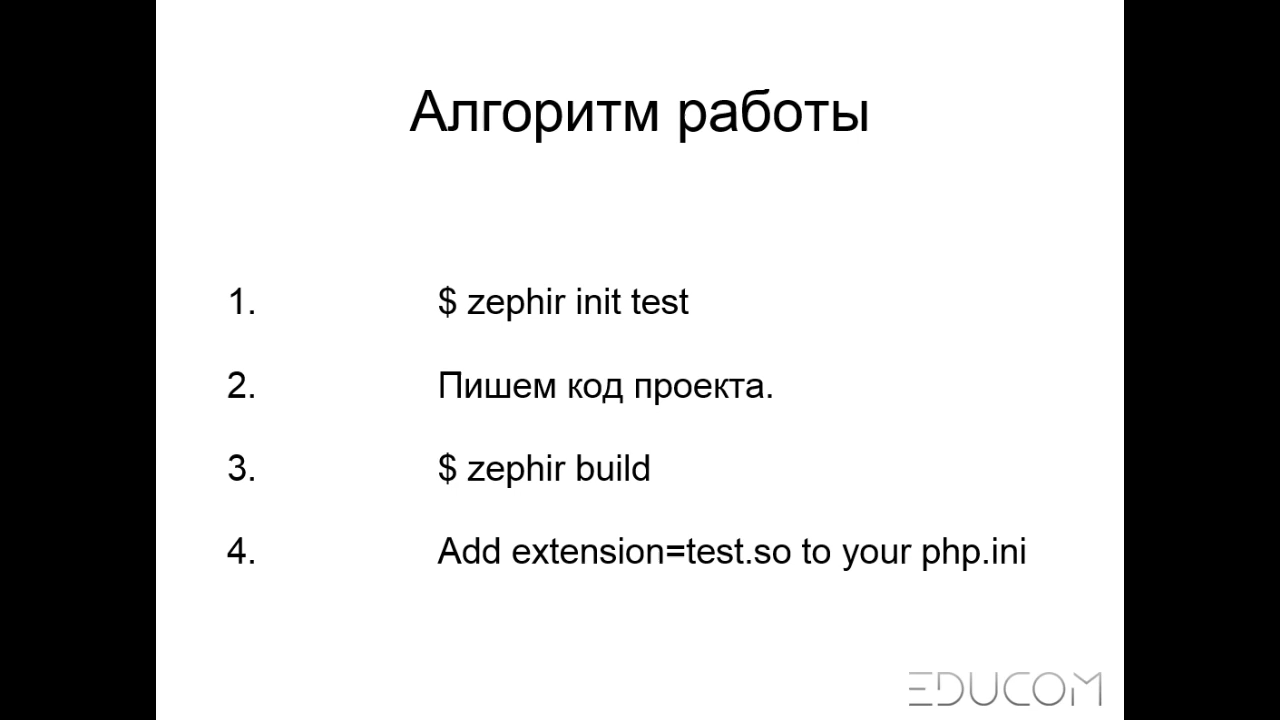 Алгоритм работы
1. $ zephir init test
2. Пишем код проекта.
3. $ zephir build
4. Add extension=test.so to your php.ini
EDUCOM